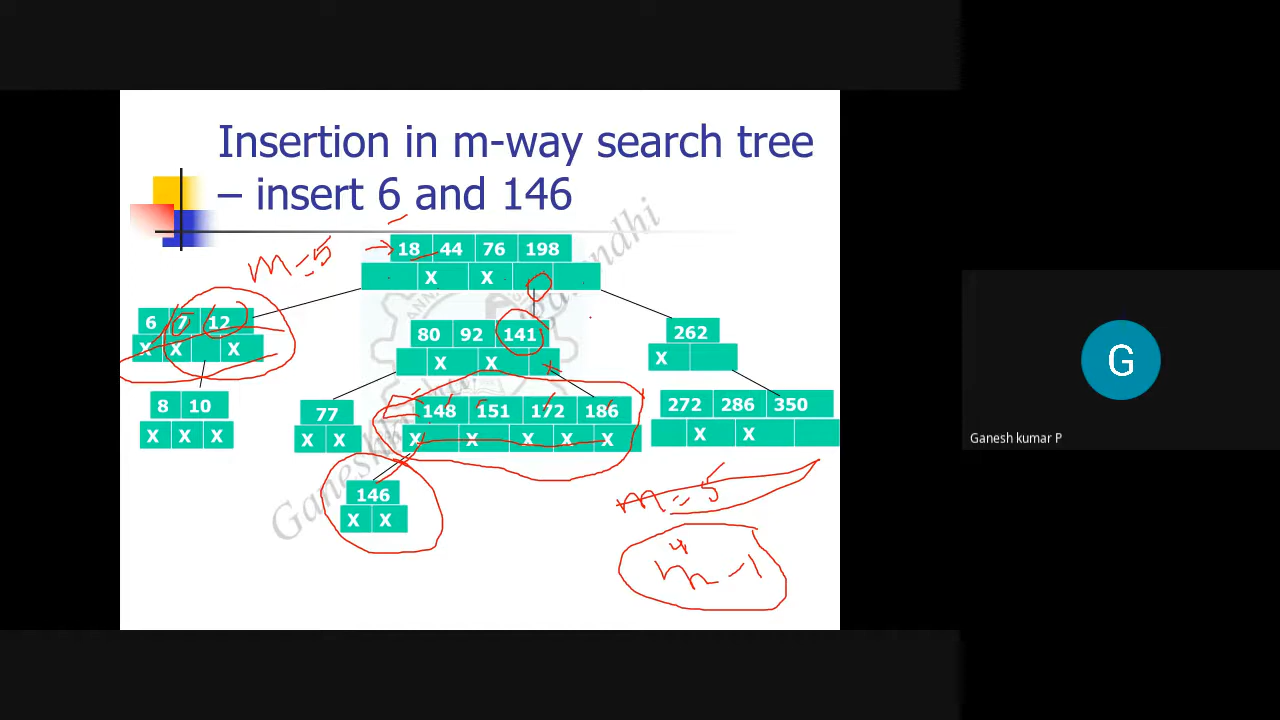 Insertion in m-way search tree
– insert 6 and 146
m=5
18 44 76 198
X X
6 7 12
X X X
80 92 141
X X
262
X
8 10
X X X
77
X X
148 151 172 186
X X X X X
272 286 350
X X
146
X X
m=5
4
m-1
G
Ganesh kumar P